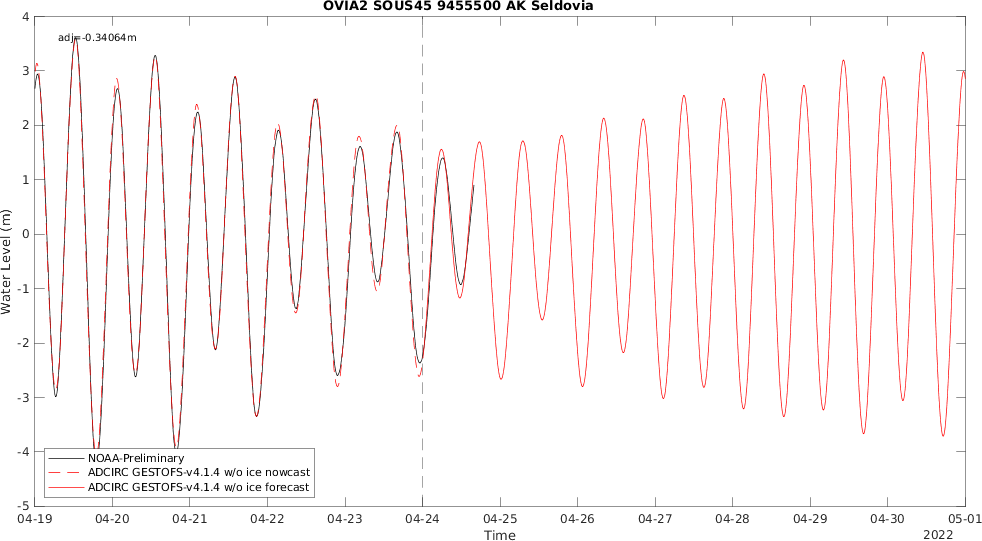 OVIA2 SOUS45 9455500 AK Seldovia
adj=-0.34064m
4
3
2
1
0
-1
-2
-3
-4
-5
Water Level (m)
NOAA-Preliminary
ADCIRC GESTOFS-v4.1.4 w/o ice nowcast
ADCIRC GESTOFS-v4.1.4 w/o ice forecast
04-19 04-20 04-21 04-22 04-23 04-24 04-25 04-26 04-27 04-28 04-29 04-30 05-01
Time
2022